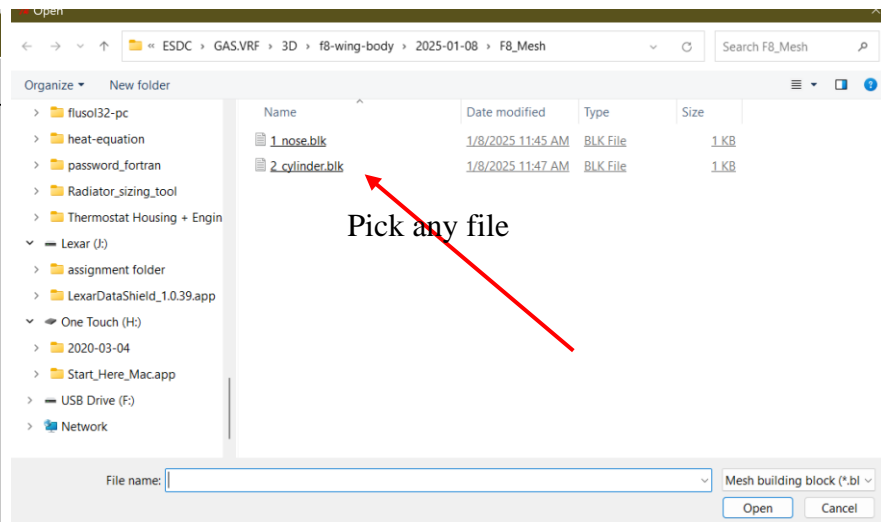 Open
« ESDC › GAS.VRF › 3D › f8-wing-body › 2025-01-08 › F8_Mesh
Search F8_Mesh
Organize
New folder
Name Date modified Type Size
flusol32-pc
heat-equation
password_fortran
Radiator_sizing_tool
Thermostat Housing + Engin
Lexar (J:)
assignment folder
LexarDataShield_1.0.39.app
One Touch (H:)
2020-03-04
Start_Here_Mac.app
USB Drive (F:)
Network
1_nose.blk 1/8/2025 11:45 AM BLK File 1 KB
2_cylinder.blk 1/8/2025 11:47 AM BLK File 1 KB
Pick any file
File name:
Mesh building block (*.bl
Open
Cancel